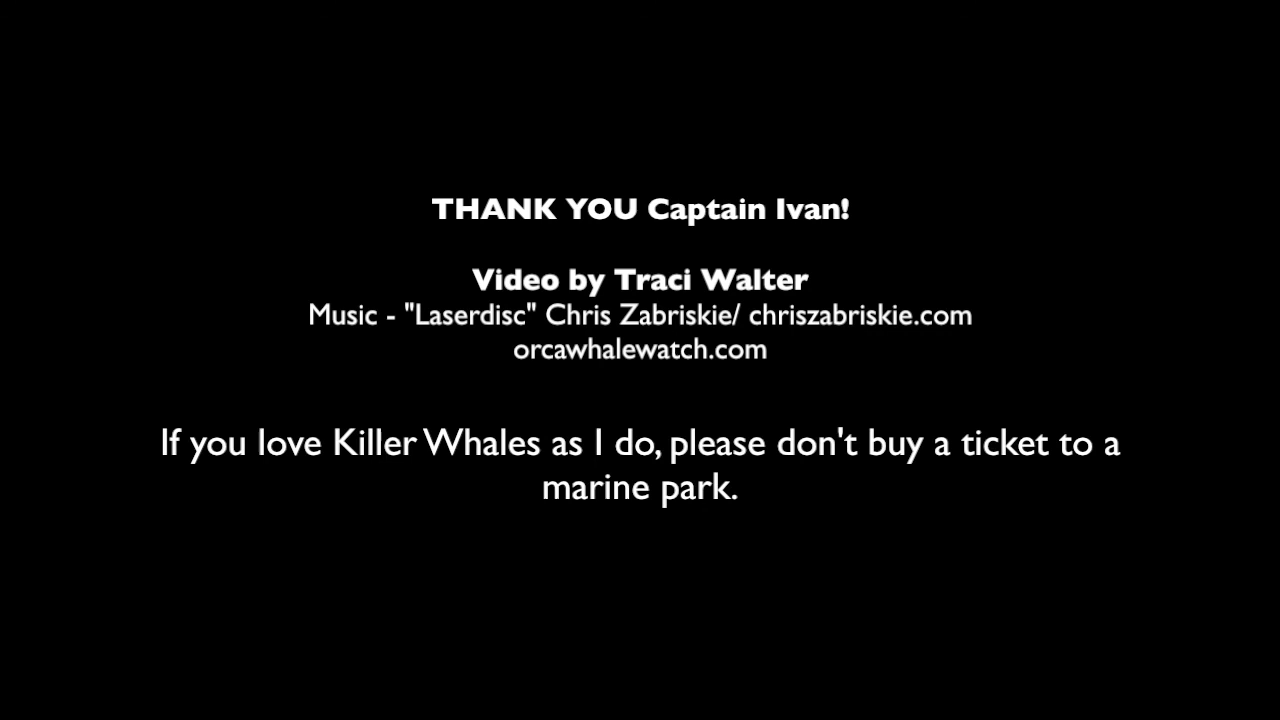 THANK YOU Captain Ivan!
Video by Traci Walter
Music - "Laserdisc" Chris Zabriskie/ chriszabriskie.com
orcawhalewatch.com
If you love Killer Whales as I do, please don't buy a ticket to a
marine park.